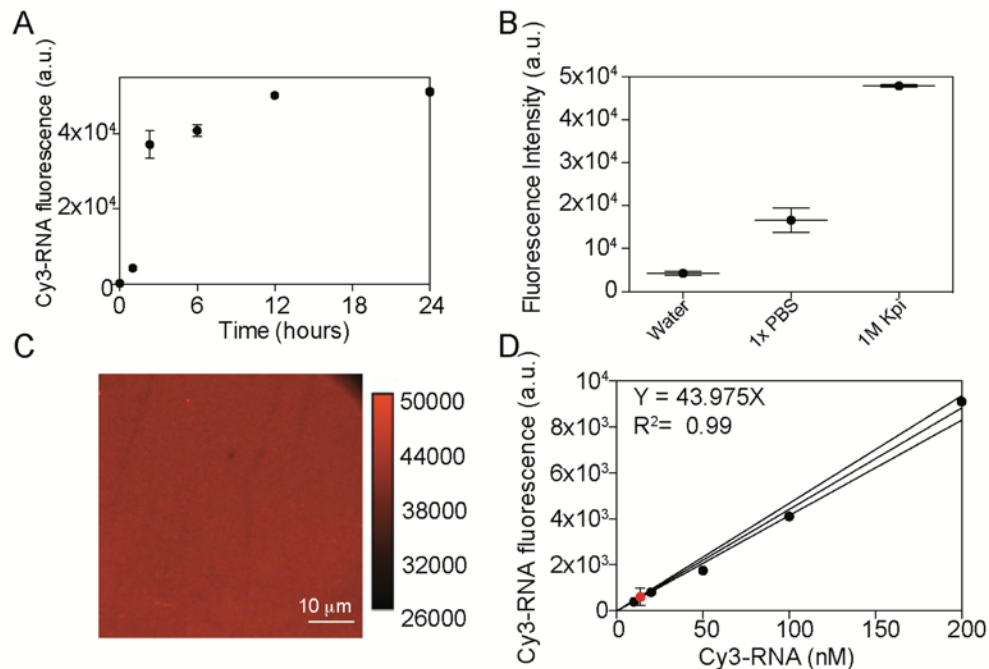 A
Cy3-RNA fluorescence (a.u.)
4x10⁴
2x10⁴
0
0 6 12 18 24
Time (hours)
B
Fluorescence Intensity (a.u.)
5x10⁴
4x10⁴
3x10⁴
2x10⁴
10⁴
0
Water
1x PBS
1M Kpi
C
50000
44000
38000
32000
26000
10 μm
D
Cy3-RNA fluorescence (a.u.)
10⁴
8x10³
6x10³
4x10³
2x10³
0
Y = 43.975X
R²= 0.99
0 50 100 150 200
Cy3-RNA (nM)